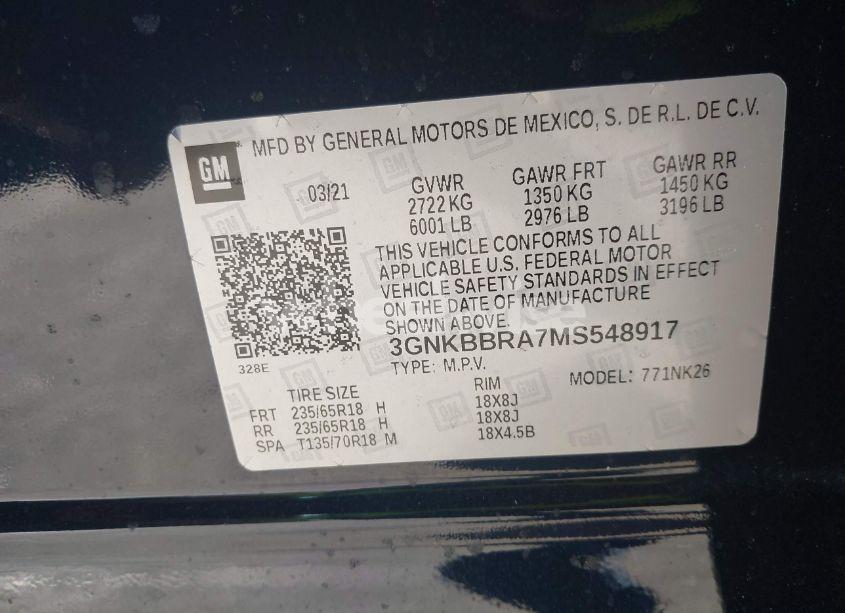 GM
MFD BY GENERAL MOTORS DE MEXICO, S. DE R.L. DE C.V.
03/21
GVWR
2722 KG
6001 LB
GAWR FRT
1350 KG
2976 LB
GAWR RR
1450 KG
3196 LB
THIS VEHICLE CONFORMS TO ALL
APPLICABLE U.S. FEDERAL MOTOR
VEHICLE SAFETY STANDARDS IN EFFECT
ON THE DATE OF MANUFACTURE
SHOWN ABOVE.
3GNKBBRA7MS548917
328E
TYPE: M.P.V.
MODEL: 771NK26
TIRE SIZE RIM
FRT 235/65R18 H 18X8J
RR 235/65R18 H 18X8J
SPA T135/70R18 M 18X4.5B